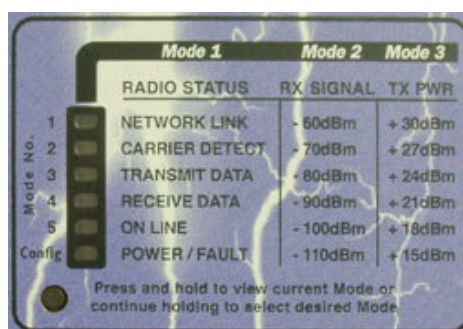 Mode 1 Mode 2 Mode 3
RADIO STATUS RX SIGNAL TX PWR
Mode No.
1 NETWORK LINK - 60dBm + 30dBm
2 CARRIER DETECT - 70dBm + 27dBm
3 TRANSMIT DATA - 80dBm + 24dBm
4 RECEIVE DATA - 90dBm + 21dBm
5 ON LINE - 100dBm + 18dBm
Config POWER / FAULT - 110dBm + 15dBm
Press and hold to view current Mode or
continue holding to select desired Mode